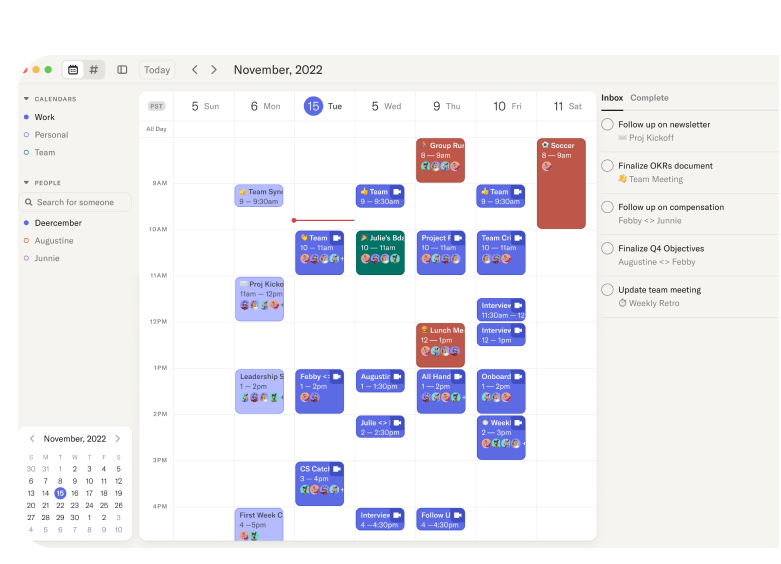 Today
November, 2022
CALENDARS
Work
Personal
Team
PEOPLE
Search for someone
Deercember
Augustine
Junnie
November, 2022
S M T W T F S
30 31 1 2 3 4 5
6 7 8 9 10 11 12
13 14 15 16 17 18 19
20 21 22 23 24 25 26
27 28 29 30 1 2 3
4 5 6 7 8 9 10
PST
5 Sun
6 Mon
15 Tue
5 Wed
9 Thu
10 Fri
11 Sat
All Day
9AM
10AM
11AM
12PM
1PM
2PM
3PM
4PM
Team Syn
9 — 9:30am
Proj Kicko
11am — 12pm
Leadership S
1 — 2pm
First Week C
4 —5pm
Team
10 — 11am
Febby <>
1 — 2pm
CS Catcl
3 — 4pm
Team
9 — 9:30am
Julie's Bda
10 — 11am
Augustin
1 — 1:30pm
Julie <>
2 — 2:30pm
Interview
4 —4:30pm
Group Run
8 — 9am
Project F
10 — 11am
Lunch Me
12 — 1pm
All Hand
1 — 2pm
Follow U
4 —4:30pm
Team
9 — 9:30am
Team Cri
10 — 11am
Interview
11:30am — 12
Interview
12 — 1pm
Onboard
1 — 2pm
Weekl
2 — 3pm
Soccer
8 — 9am
Inbox
Complete
Follow up on newsletter
Proj Kickoff
Finalize OKRs document
Team Meeting
Follow up on compensation
Febby <> Junnie
Finalize Q4 Objectives
Augustine <> Febby
Update team meeting
Weekly Retro